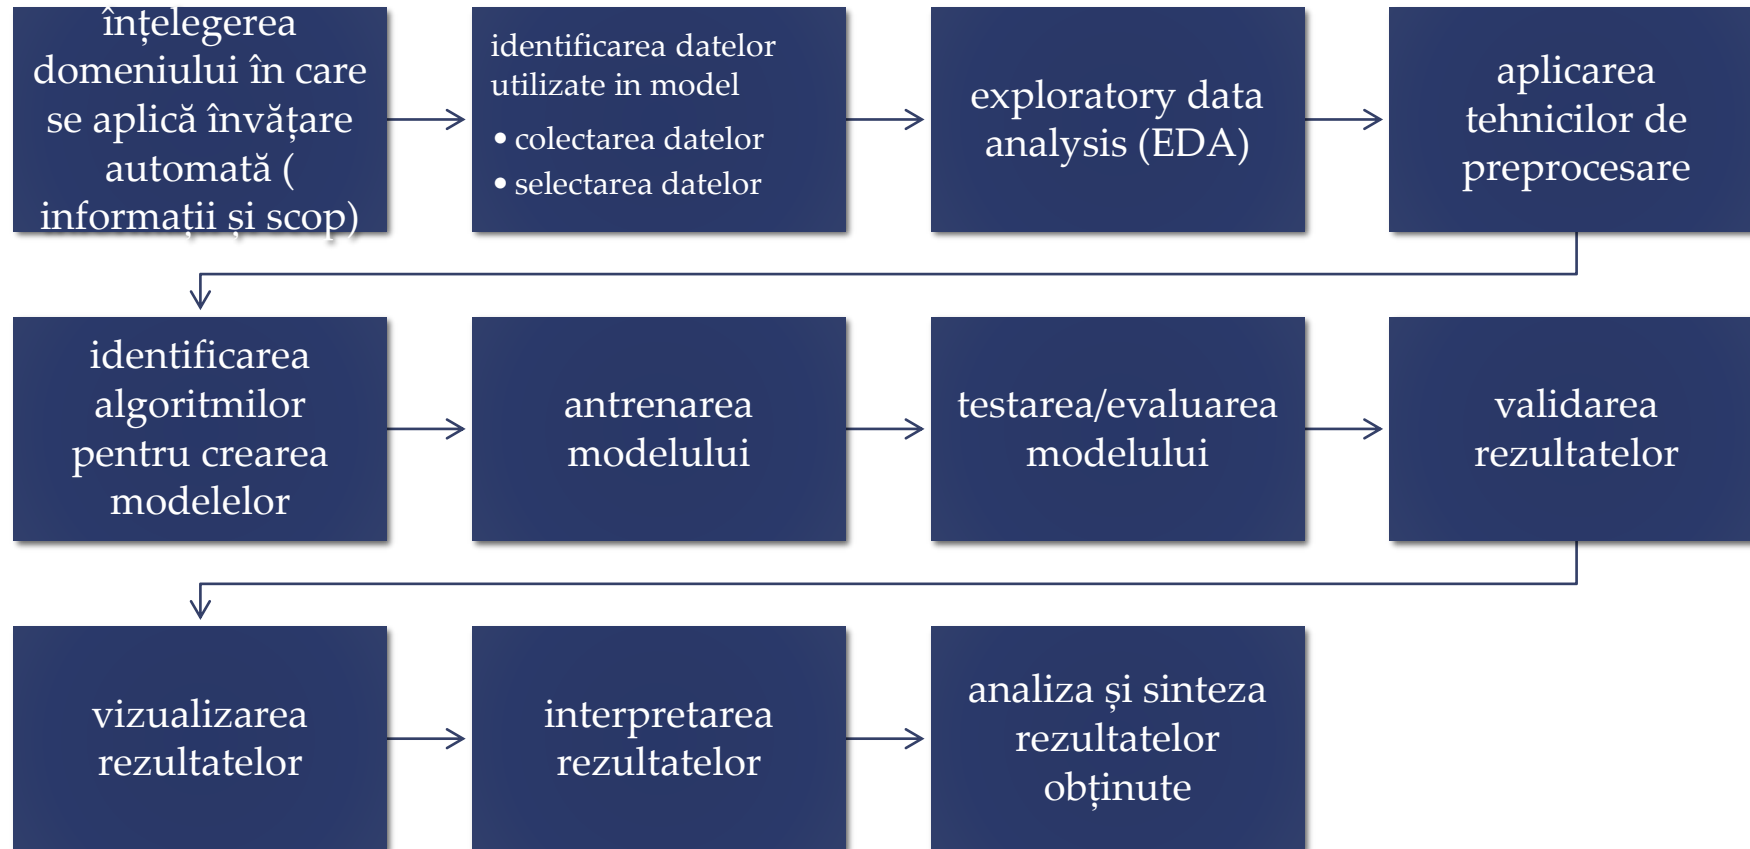 înțelegerea
domeniului în care
se aplică învățare
automată (
informații și scop)
identificarea datelor
utilizate in model
• colectarea datelor
• selectarea datelor
exploratory data
analysis (EDA)
aplicarea
tehnicilor de
preprocesare
identificarea
algoritmilor
pentru crearea
modelelor
antrenarea
modelului
testarea/evaluarea
modelului
validarea
rezultatelor
vizualizarea
rezultatelor
interpretarea
rezultatelor
analiza și sinteza
rezultatelor
obținute